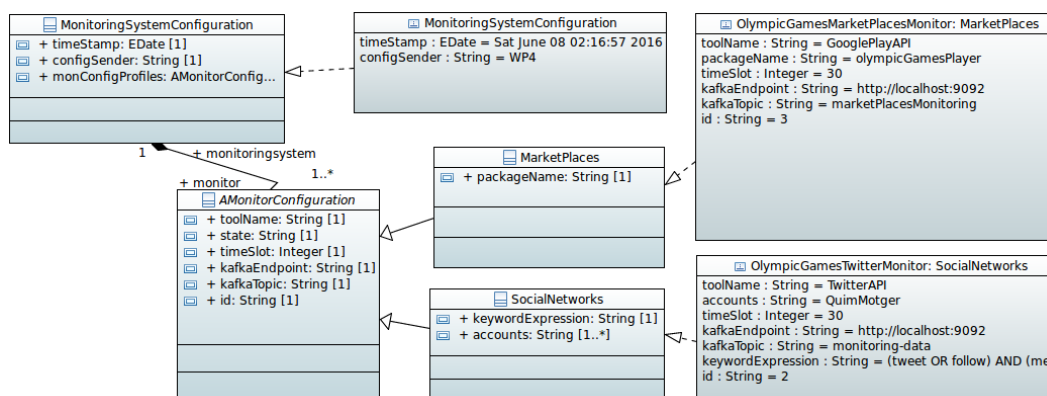 MonitoringSystemConfiguration
+ timeStamp: EDate [1]
+ configSender: String [1]
+ monConfigProfiles: AMonitorConfig...
MonitoringSystemConfiguration
timeStamp : EDate = Sat June 08 02:16:57 2016
configSender : String = WP4
OlympicGamesMarketPlacesMonitor: MarketPlaces
toolName : String = GooglePlayAPI
packageName : String = olympicGamesPlayer
timeSlot : Integer = 30
kafkaEndpoint : String = http://localhost:9092
kafkaTopic : String = marketPlacesMonitoring
id : String = 3
1
+ monitoringsystem
1..*
+ monitor
AMonitorConfiguration
+ toolName: String [1]
+ state: String [1]
+ timeSlot: Integer [1]
+ kafkaEndpoint: String [1]
+ kafkaTopic: String [1]
+ id: String [1]
MarketPlaces
+ packageName: String [1]
SocialNetworks
+ keywordExpression: String [1]
+ accounts: String [1..*]
OlympicGamesTwitterMonitor: SocialNetworks
toolName : String = TwitterAPI
accounts : String = QuimMotger
timeSlot : Integer = 30
kafkaEndpoint : String = http://localhost:9092
kafkaTopic : String = monitoring-data
keywordExpression : String = (tweet OR follow) AND (me
id : String = 2